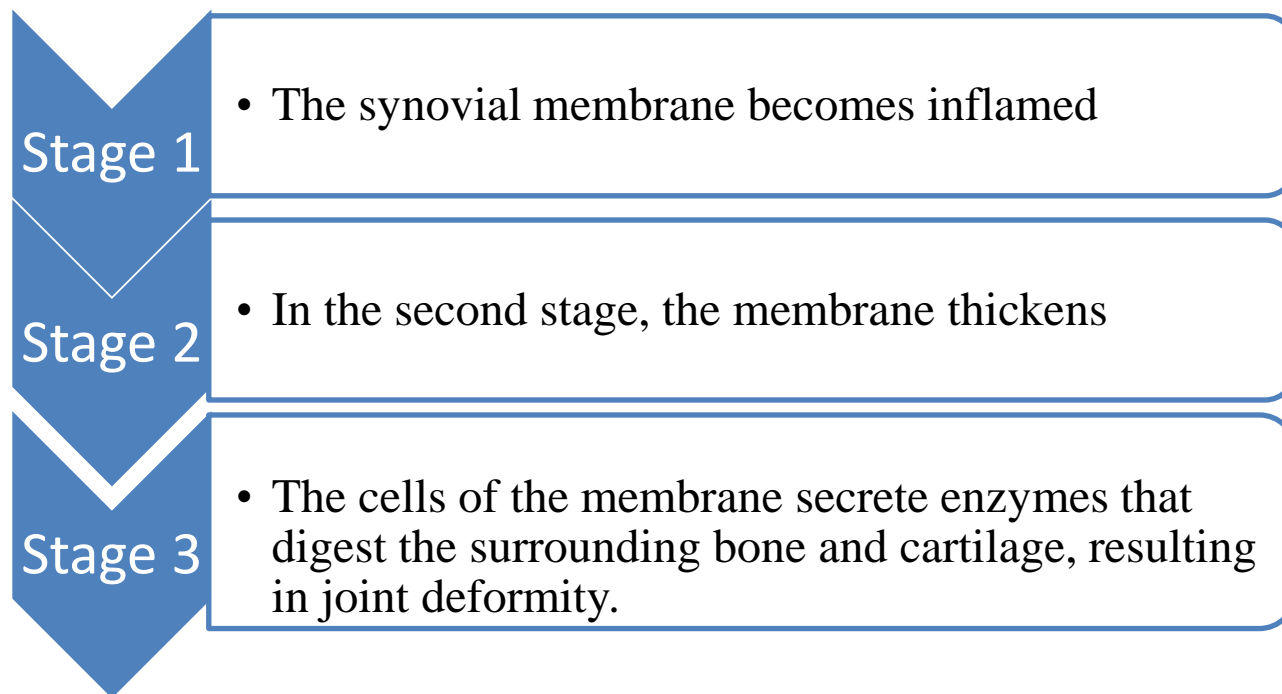 Stage 1
• The synovial membrane becomes inflamed
Stage 2
• In the second stage, the membrane thickens
Stage 3
• The cells of the membrane secrete enzymes that
digest the surrounding bone and cartilage, resulting
in joint deformity.